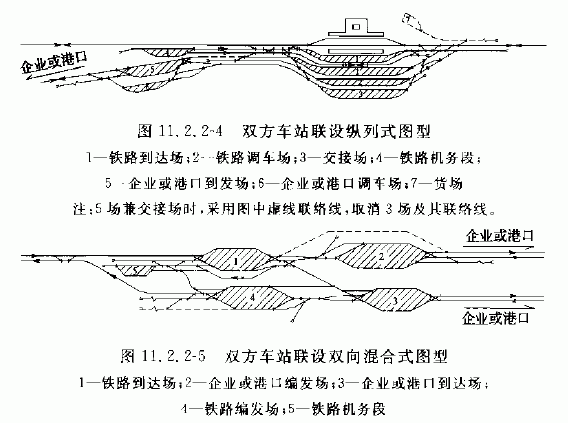 企业或港口
图 11.2.2-4 双方车站联设纵列式图型
1—铁路到达场;2—铁路调车场;3—交接场;4—铁路机务段;
5—企业或港口到发场;6—企业或港口调车场;7—货场
注:5场兼交接场时,采用图中虚线联络线,取消3场及其联络线。
企业或港口
1
2
5
4
3
企业或港口
图 11.2.2-5 双方车站联设双向混合式图型
1—铁路到达场;2—企业或港口编发场;3—企业或港口到达场;
4—铁路编发场;5—铁路机务段